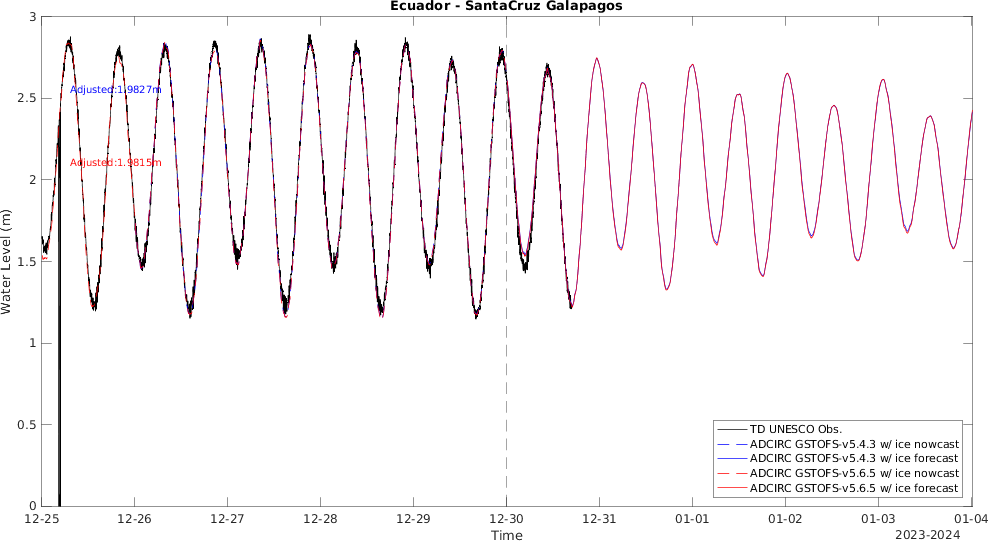 Ecuador - SantaCruz Galapagos
3
2.5
2
1.5
1
0.5
0
Water Level (m)
Adjusted:1.9827m
Adjusted:1.9815m
TD UNESCO Obs.
ADCIRC GSTOFS-v5.4.3 w/ ice nowcast
ADCIRC GSTOFS-v5.4.3 w/ ice forecast
ADCIRC GSTOFS-v5.6.5 w/ ice nowcast
ADCIRC GSTOFS-v5.6.5 w/ ice forecast
12-25 12-26 12-27 12-28 12-29 12-30 12-31 01-01 01-02 01-03 01-04
Time
2023-2024